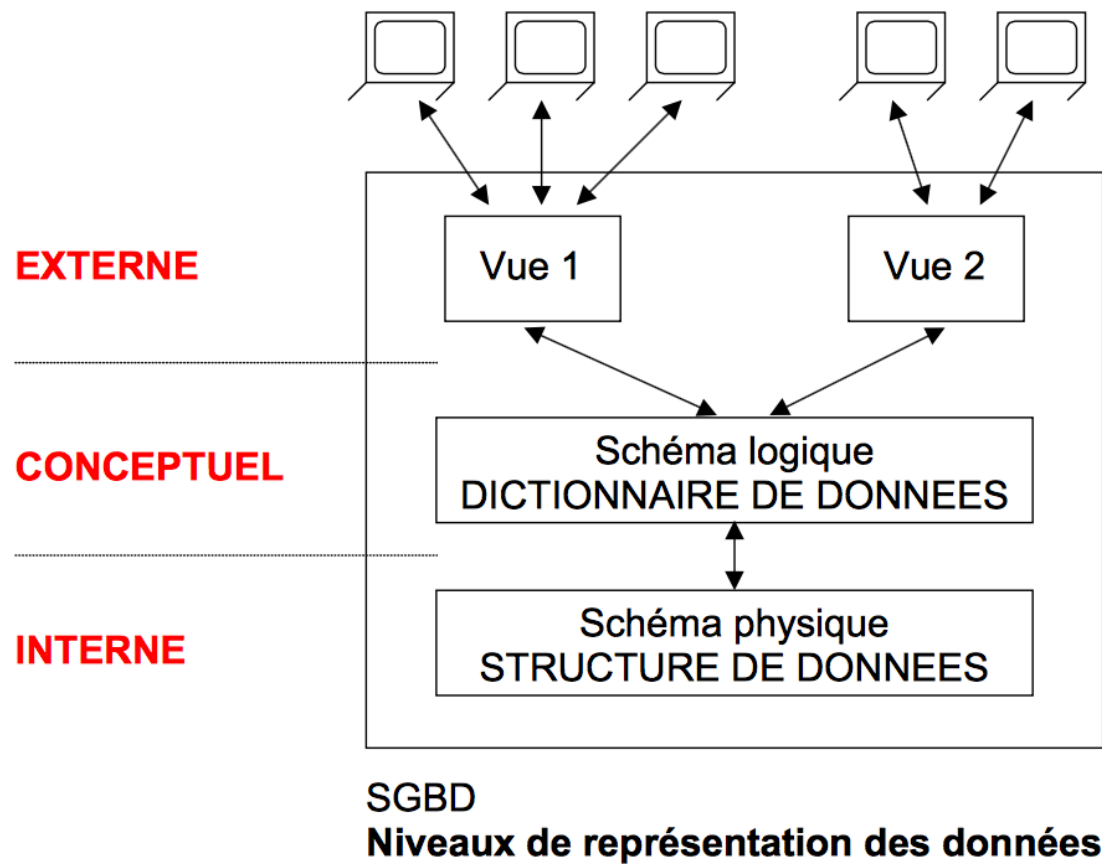 EXTERNE
Vue 1
Vue 2
CONCEPTUEL
Schéma logique
DICTIONNAIRE DE DONNEES
INTERNE
Schéma physique
STRUCTURE DE DONNEES
SGBD
Niveaux de représentation des données